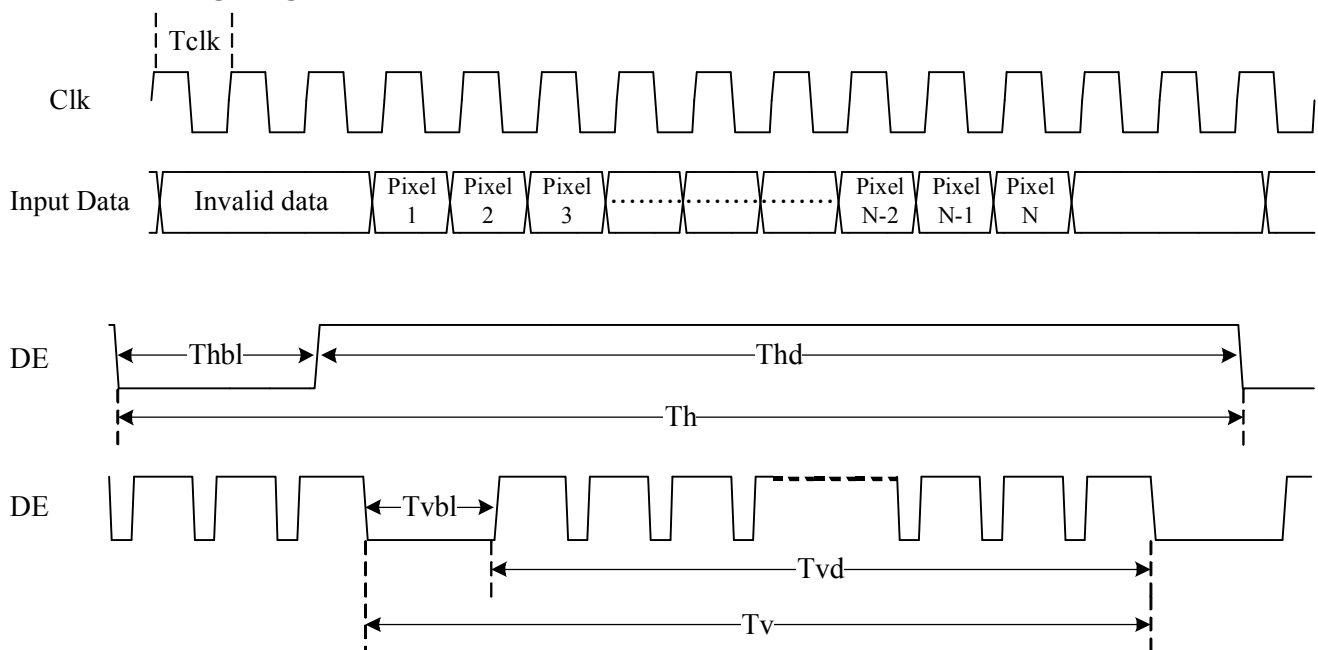 Tclk
Clk
Input Data
Invalid data
Pixel 1
Pixel 2
Pixel 3
Pixel N-2
Pixel N-1
Pixel N
DE
Thbl
Thd
Th
DE
Tvbl
Tvd
Tv